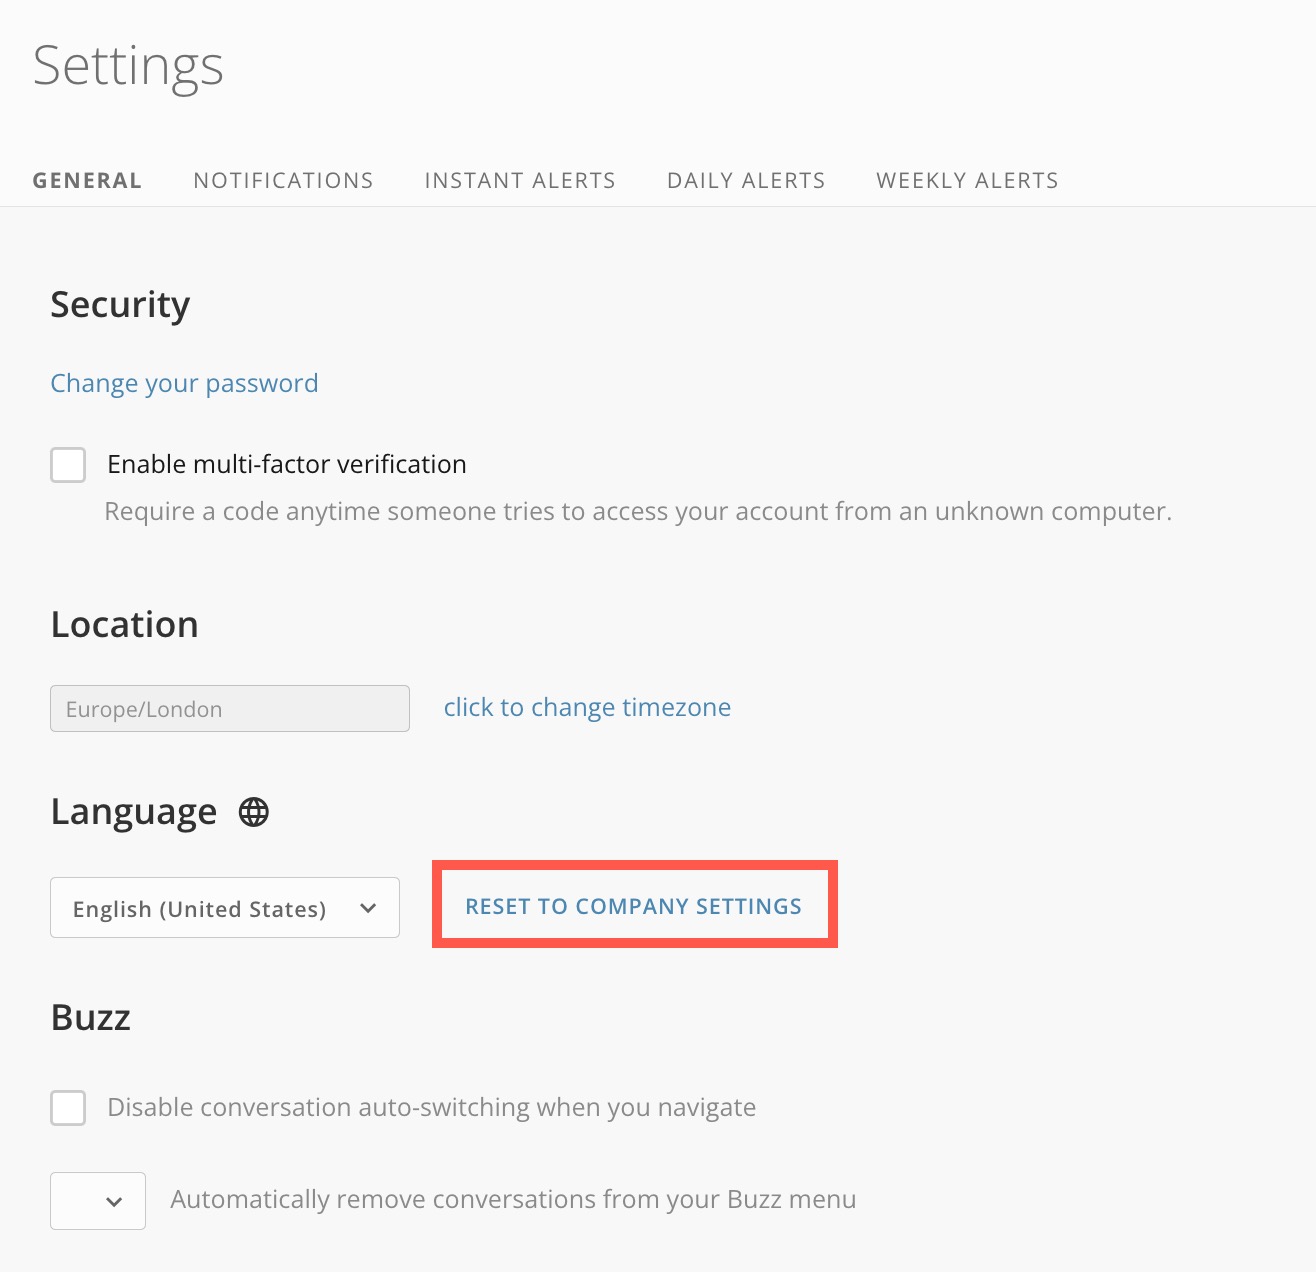 Settings
GENERAL NOTIFICATIONS INSTANT ALERTS DAILY ALERTS WEEKLY ALERTS
Security
Change your password
Enable multi-factor verification
Require a code anytime someone tries to access your account from an unknown computer.
Location
Europe/London click to change timezone
Language
English (United States) RESET TO COMPANY SETTINGS
Buzz
Disable conversation auto-switching when you navigate
Automatically remove conversations from your Buzz menu